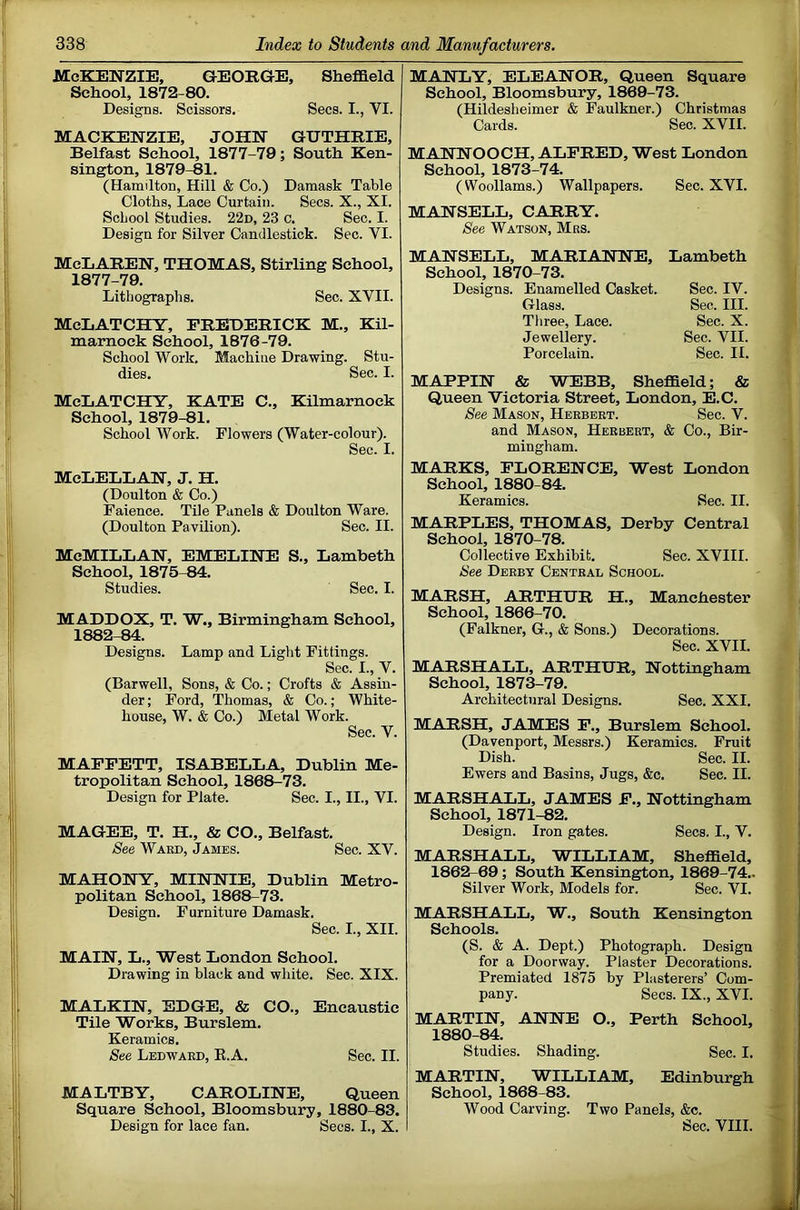 338 Index to Students and Manufacturers.
McKENZIE, GEORGE, Sheffield
School, 1872-80.
Designs. Scissors. Secs. I., VI.
MACKENZIE, JOHN GUTHRIE,
Belfast School, 1877-79; South Ken-
sington, 1879-81.
(Hamilton, Hill & Co.) Damask Table
Cloths, Lace Curtain. Secs. X., XI.
School Studies. 22D, 23 C. Sec. I.
Design for Silver Candlestick. Sec. VI.
McLAREN, THOMAS, Stirling School,
1877-79.
Lithographs. Sec. XVII.
McLATCHY, FREDERICK M., Kil-
marnock School, 1876-79.
School Work. Machine Drawing. Stu-
dies. Sec. I.
McLATCHY, KATE C., Kilmarnock
School, 1879-81.
School Work. Flowers (Water-colour).
Sec. I.
McLELLAN, J. H.
(Doulton & Co.)
Faience. Tile Panels & Doulton Ware.
(Doulton Pavilion). Sec. II.
McMILLAN, EMELINE S., Lambeth
School, 1875-84.
Studies. Sec. I.
MADDOX, T. W., Birmingham School,
1882-84.
Designs. Lamp and Light Fittings.
Sec. I., V.
(Barwell, Sons, & Co.; Crofts & Assin-
der; Ford, Thomas, & Co.; White-
house, W. & Co.) Metal Work.
Sec. V.
MAFFETT, ISABELLA, Dublin Me-
tropolitan School, 1868-73.
Design for Plate. Sec. I., II., VI.
MAGEE, T. H., & CO., Belfast.
See WARD, JAMES. Sec. XV.
MAHONY, MINNIE, Dublin Metro-
politan School, 1868-73.
Design. Furniture Damask.
Sec. I., XII.
MAIN, L., West London School.
Drawing in black and white. Sec. XIX.
MALKIN, EDGE, & CO., Encaustic
Tile Works, Burslem.
Keramics.
See LEDWARD, R.A. Sec. II.
MALTBY, CAROLINE, Queen
Square School, Bloomsbury, 1880-83.
Design for lace fan. Secs. I., X.
MANLY, ELEANOR, Queen Square
School, Bloomsbury, 1869-73.
(Hildesheimer & Faulkner.) Christmas
Cards. Sec. XVII.
MANNOOCH, ALFRED, West London
School, 1873-74.
(Woollams.) Wallpapers. Sec. XVI.
MANSELL, CARRY.
See WATSON, MRS.
MANSELL, MARIANNE, Lambeth
School, 1870-73.
Designs. Enamelled Casket. Sec. IV.
Glass. Sec. III.
Three, Lace. Sec. X.
Jewellery. Sec. VII.
Porcelain. Sec. II.
MAPPIN & WEBB, Sheffield; &
Queen Victoria Street, London, E.C.
See MASON, HERBERT. Sec. V.
and MASON, HERBERT, & Co., Bir-
mingham.
MARKS, FLORENCE, West London
School, 1880-84.
Keramics. Sec. II.
MARPLES, THOMAS, Derby Central
School, 1870-78.
Collective Exhibit. Sec. XVIII.
See DERBY CENTRAL SCHOOL.
MARSH, ARTHUR H., Manchester
School, 1866-70.
(Falkner, G., & Sons.) Decorations.
Sec. XVII.
MARSHALL, ARTHUR, Nottingham
School, 1873-79.
Architectural Designs. Sec. XXI.
MARSH, JAMES F., Burslem School.
(Davenport, Messrs.) Keramics. Fruit
Dish. Sec. II.
Ewers and Basins, Jugs, &c. Sec. II.
MARSHALL, JAMES F., Nottingham
School, 1871-82.
Design. Iron gates. Secs. I., V.
MARSHALL, WILLIAM, Sheffield,
1862-69; South Kensington, 1869-74.
Silver Work, Models for. Sec. VI.
MARSHALL, W., South Kensington
Schools.
(S. & A. Dept.) Photograph. Design
for a Doorway. Plaster Decorations.
Premiated 1875 by Plasterers' Com-
pany. Secs. IX., XVI.
MARTIN, ANNE O., Perth School,
1880-84.
Studies. Shading. Sec. I.
MARTIN, WILLIAM, Edinburgh
School, 1868-83.
Wood Carving. Two Panels, &c.
Sec. VIII.